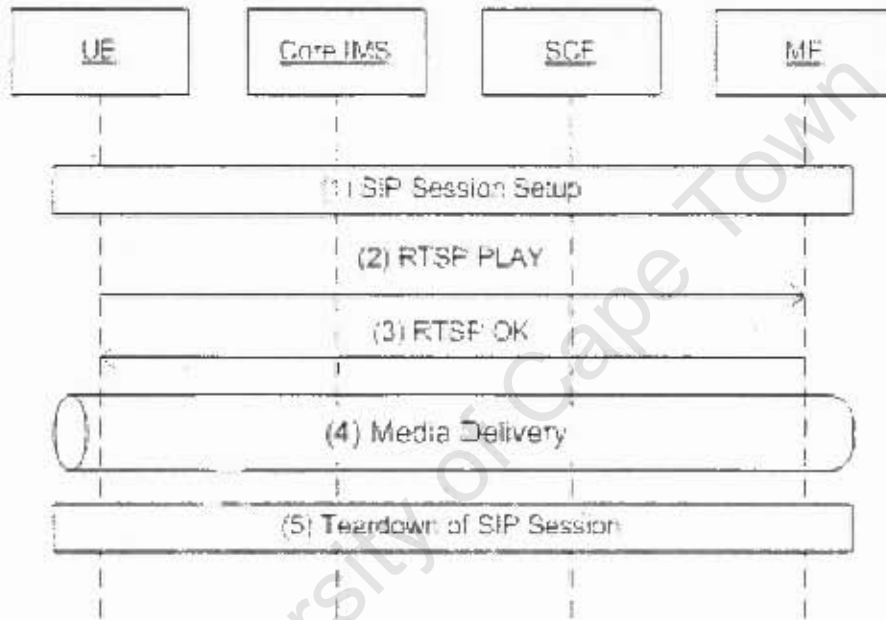 UE
Core IMS
SCF
MF
(1) SIP Session Setup
(2) RTSP PLAY
(3) RTSP OK
(4) Media Delivery
(5) Teardown of SIP Session
University of Cape Town